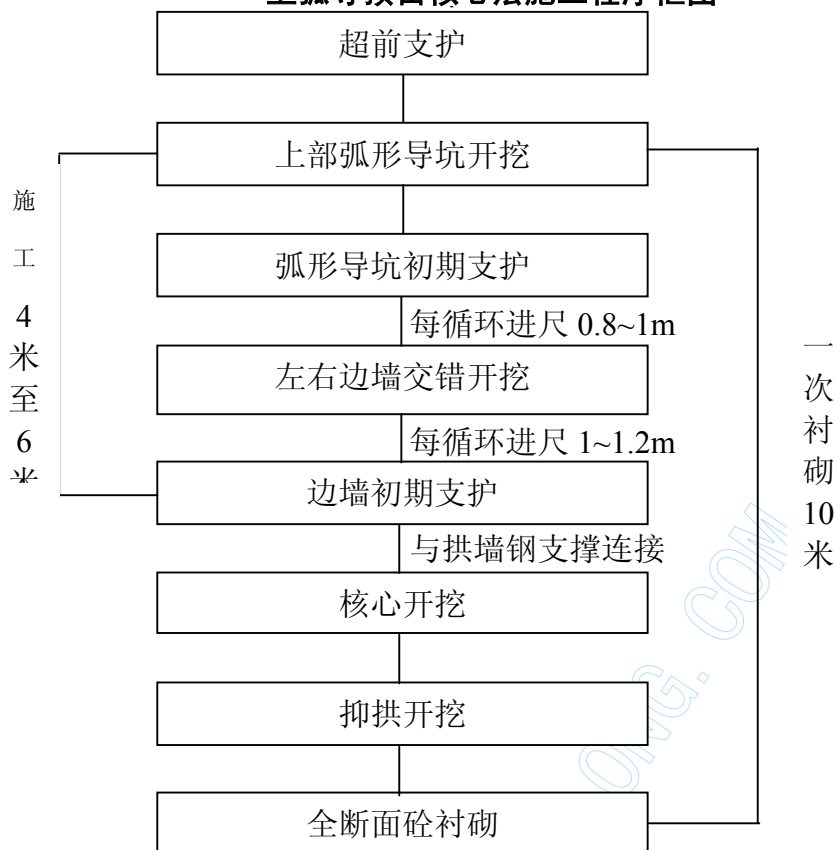 超前支护
上部弧形导坑开挖
弧形导坑初期支护
每循环进尺 0.8~1m
左右边墙交错开挖
每循环进尺 1~1.2m
边墙初期支护
与拱墙钢支撑连接
核心开挖
抑拱开挖
全断面砼衬砌
施
工
4
米
至
6
米
一
次
衬
砌
10
米
ONG. COM